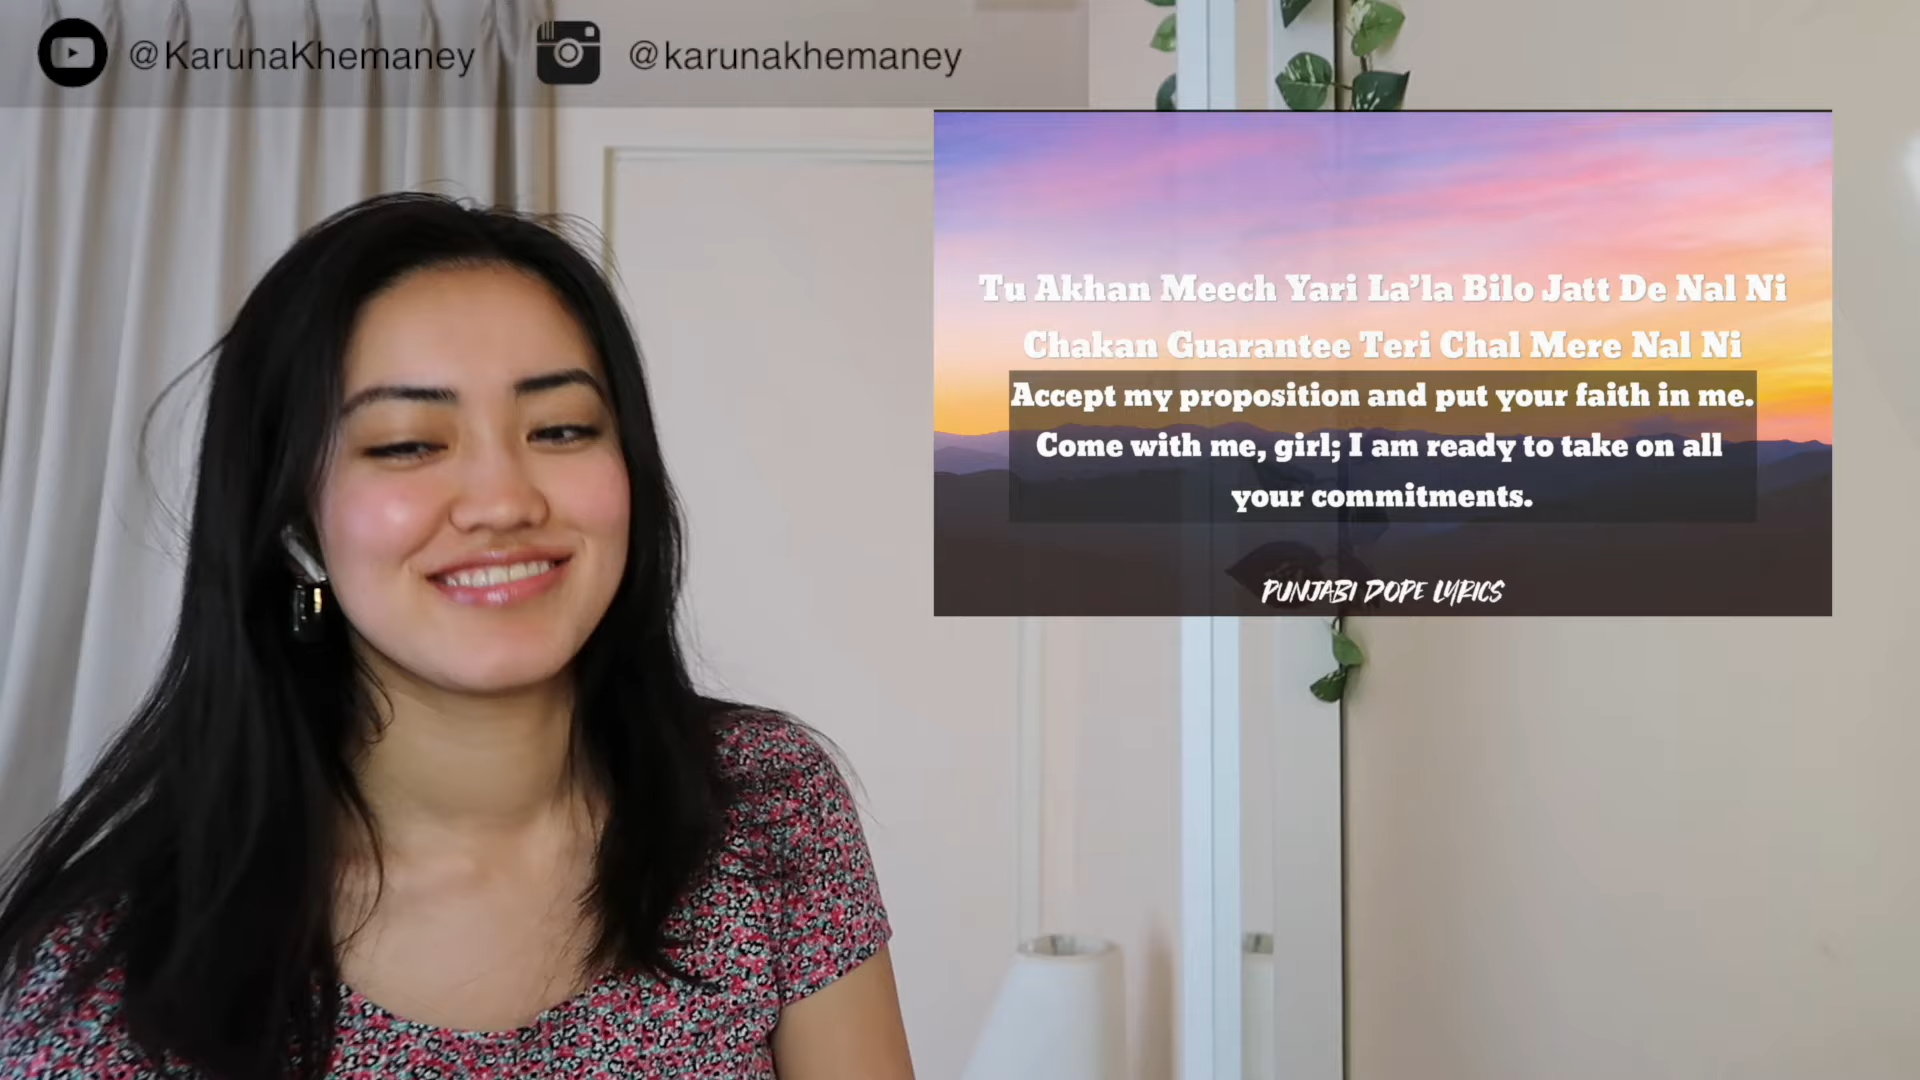 @KarunaKhemaney
@karunakhemaney
Tu Akhan Meech Yari La’la Bilo Jatt De Nal Ni
Chakan Guarantee Teri Chal Mere Nal Ni
Accept my proposition and put your faith in me.
Come with me, girl; I am ready to take on all
your commitments.
PUNJABI DOPE LYRICS